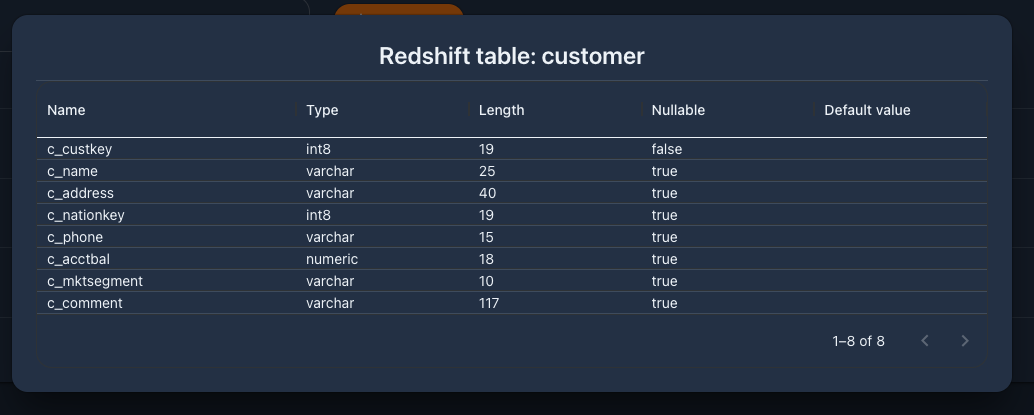 Redshift table: customer
Name Type Length Nullable Default value
c_custkey int8 19 false
c_name varchar 25 true
c_address varchar 40 true
c_nationkey int8 19 true
c_phone varchar 15 true
c_acctbal numeric 18 true
c_mktsegment varchar 10 true
c_comment varchar 117 true
1–8 of 8